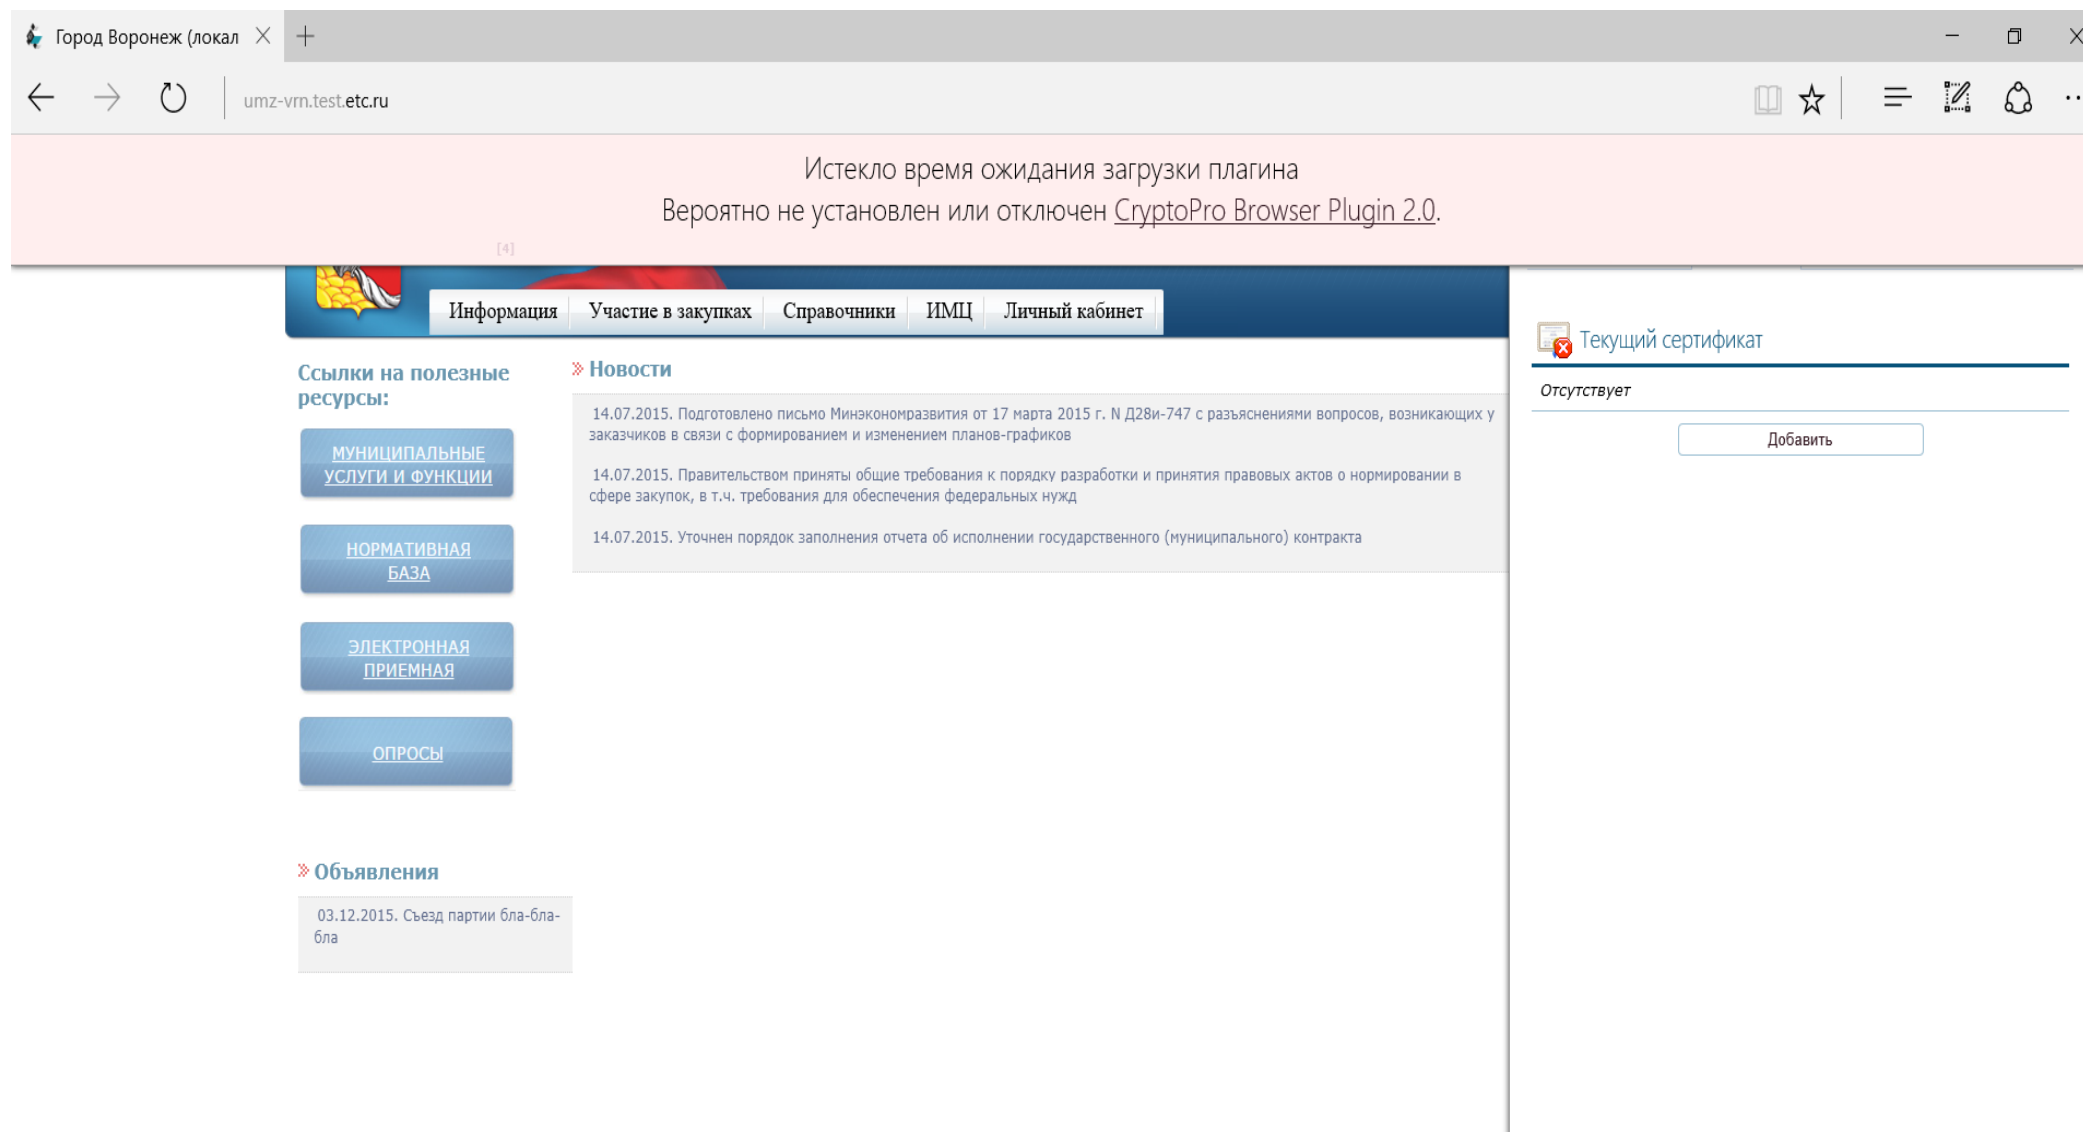 Город Воронеж (локал
umz-vrn.test.etc.ru
Истекло время ожидания загрузки плагина
Вероятно не установлен или отключен CryptoPro Browser Plugin 2.0.
[4]
Информация Участие в закупках Справочники ИМЦ Личный кабинет
Ссылки на полезные
ресурсы:
МУНИЦИПАЛЬНЫЕ
УСЛУГИ И ФУНКЦИИ
НОРМАТИВНАЯ
БАЗА
ЭЛЕКТРОННАЯ
ПРИЕМНАЯ
ОПРОСЫ
Объявления
03.12.2015. Съезд партии бла-бла-
бла
Новости
14.07.2015. Подготовлено письмо Минэкономразвития от 17 марта 2015 г. N Д28и-747 с разъяснениями вопросов, возникающих у
заказчиков в связи с формированием и изменением планов-графиков
14.07.2015. Правительством приняты общие требования к порядку разработки и принятия правовых актов о нормировании в
сфере закупок, в т.ч. требования для обеспечения федеральных нужд
14.07.2015. Уточнен порядок заполнения отчета об исполнении государственного (муниципального) контракта
Текущий сертификат
Отсутствует
Добавить